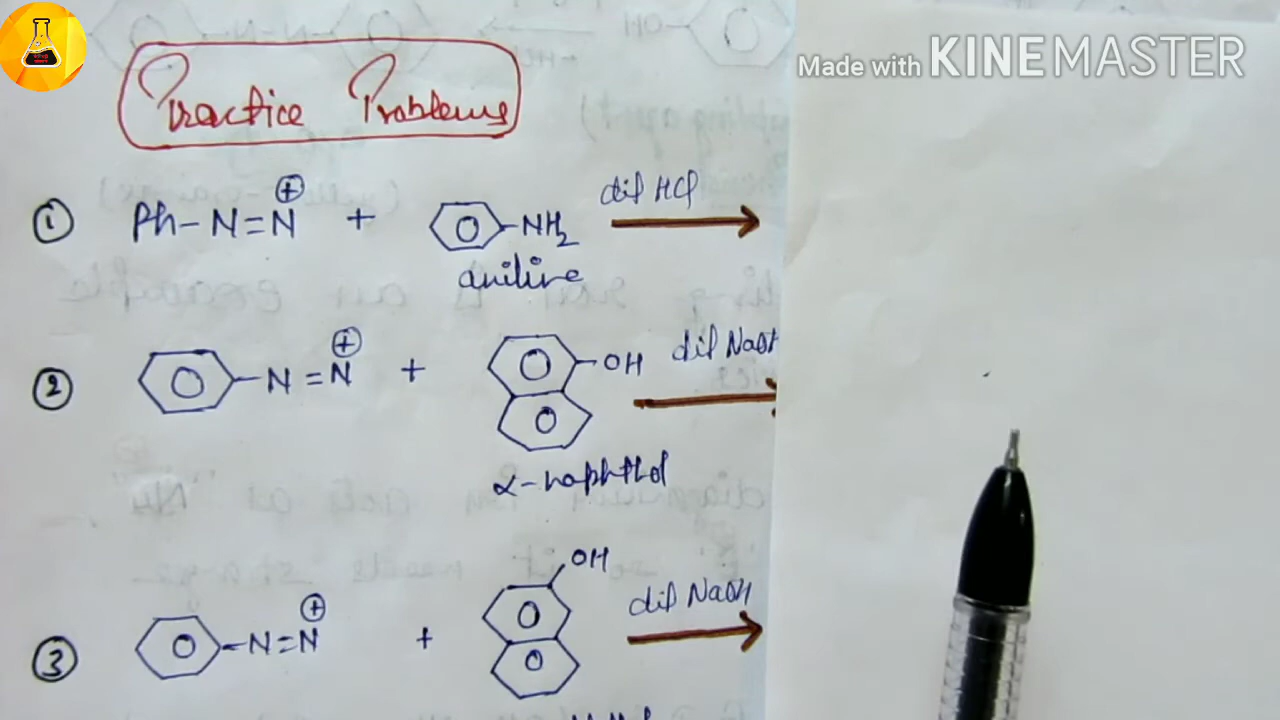 Made with KINEMASTER
Practice Problems
① Ph-N=N⊕ + -NH2 dil HCl
aniline
② -N=N⊕ + -OH dil NaOH
α-naphthol
③ -N=N⊕ + OH dil NaOH